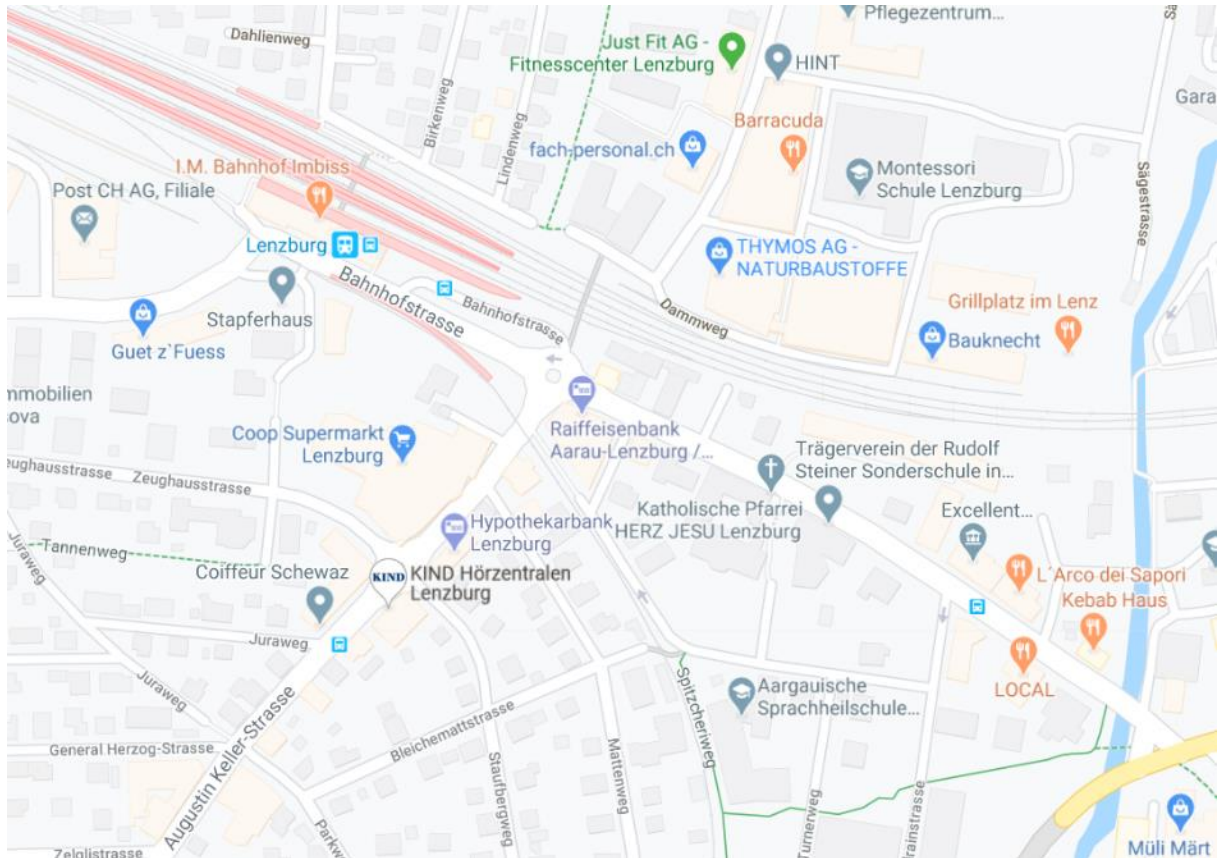 Pflegezentrum...
Dahlienweg
Just Fit AG -
Fitnesscenter Lenzburg
HINT
Gara
Birkenweg
Lindenweg
Barracuda
fach-personal.ch
I.M. Bahnhof Imbiss
Montessori
Schule Lenzburg
Sägestrasse
Post CH AG, Filiale
Lenzburg
THYMOS AG -
NATURBAUSTOFFE
Bahnhofstrasse
Bahnhofstrasse
Dammweg
Grillplatz im Lenz
Stapferhaus
Bauknecht
Guet z`Fuess
mmobilien
ova
Raiffeisenbank
Aarau-Lenzburg /...
Coop Supermarkt
Lenzburg
Trägerverein der Rudolf
Steiner Sonderschule in...
eughausstrasse
Zeughausstrasse
Katholische Pfarrei
HERZ JESU Lenzburg
Excellent...
Hypothekarbank
Lenzburg
Juraweg
Tannenweg
Coiffeur Schewaz
KIND
KIND Hörzentralen
Lenzburg
L`Arco dei Sapori
Kebab Haus
Juraweg
Juraweg
LOCAL
Aargauische
Sprachheilschule...
Spitzcheriweg
General Herzog-Strasse
Bleichemattstrasse
Augustin Keller-Strasse
Staufbergweg
Mattenweg
Turnerweg
rainstrasse
Parkw
Zelglistrasse
Müli Märt